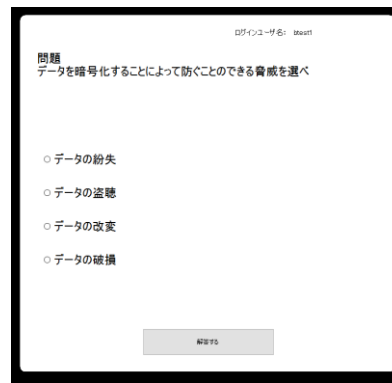 ログインユーザ名: btest1
問題
データを暗号化することによって防ぐことのできる脅威を選べ
データの紛失
データの盗聴
データの改変
データの破損
解答する